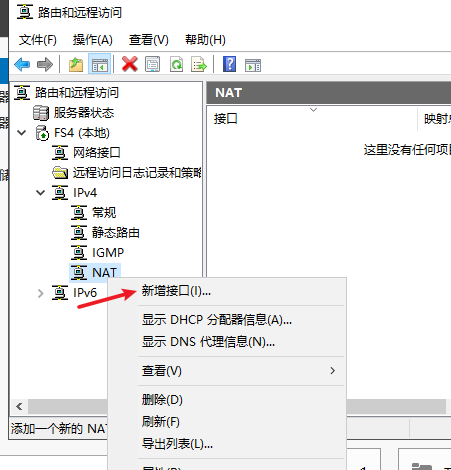 路由和远程访问
文件(F) 操作(A) 查看(V) 帮助(H)
路由和远程访问
服务器状态
FS4 (本地)
网络接口
远程访问日志记录和策略
IPv4
常规
静态路由
IGMP
NAT
IPv6
NAT
接口
这里没有任何项目
新增接口(I)...
显示 DHCP 分配器信息(A)...
显示 DNS 代理信息(N)...
查看(V)
删除(D)
刷新(F)
导出列表(L)...
添加一个新的 NAT